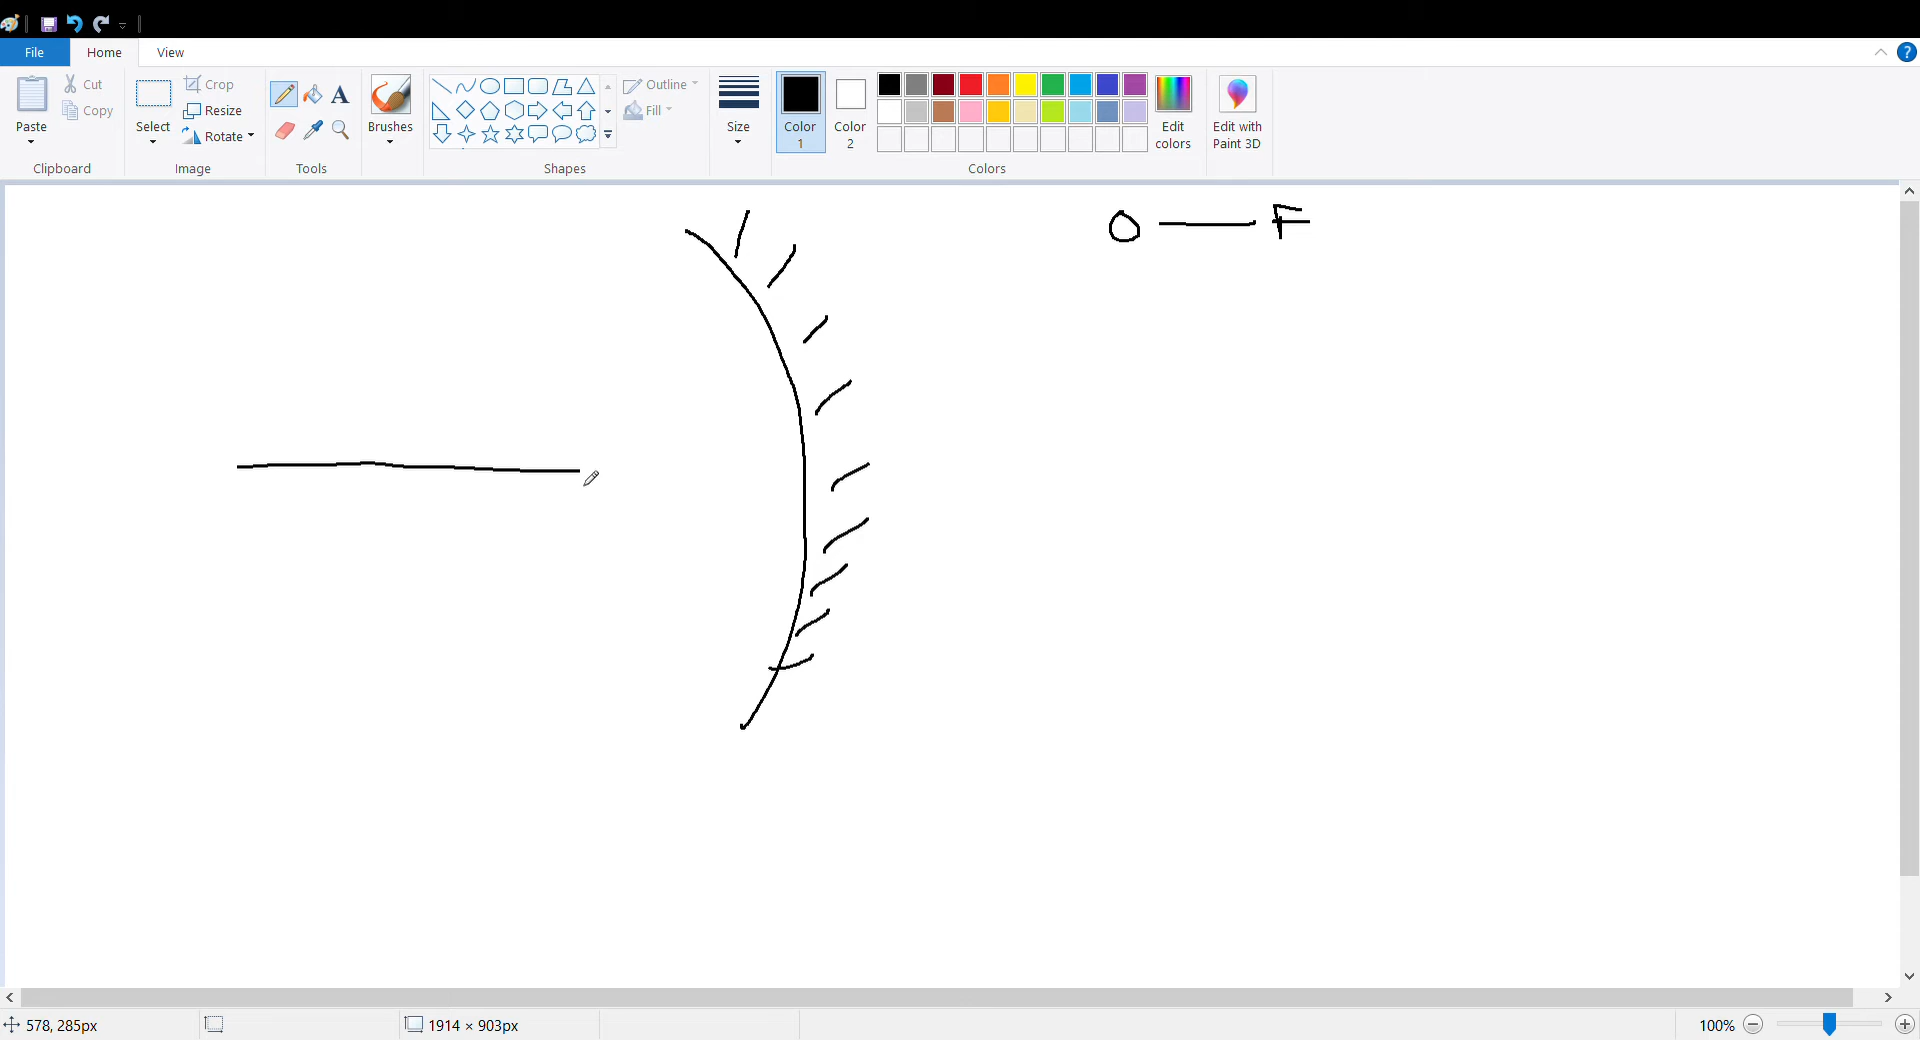 File Home View
Paste
Cut
Copy
Clipboard
Select
Crop
Resize
Rotate
Image
A
Tools
Brushes
Outline
Fill
Shapes
Size
Color 1
Color 2
Edit colors
Colors
Edit with Paint 3D
?
O — F
578, 285px
1914 × 903px
100%